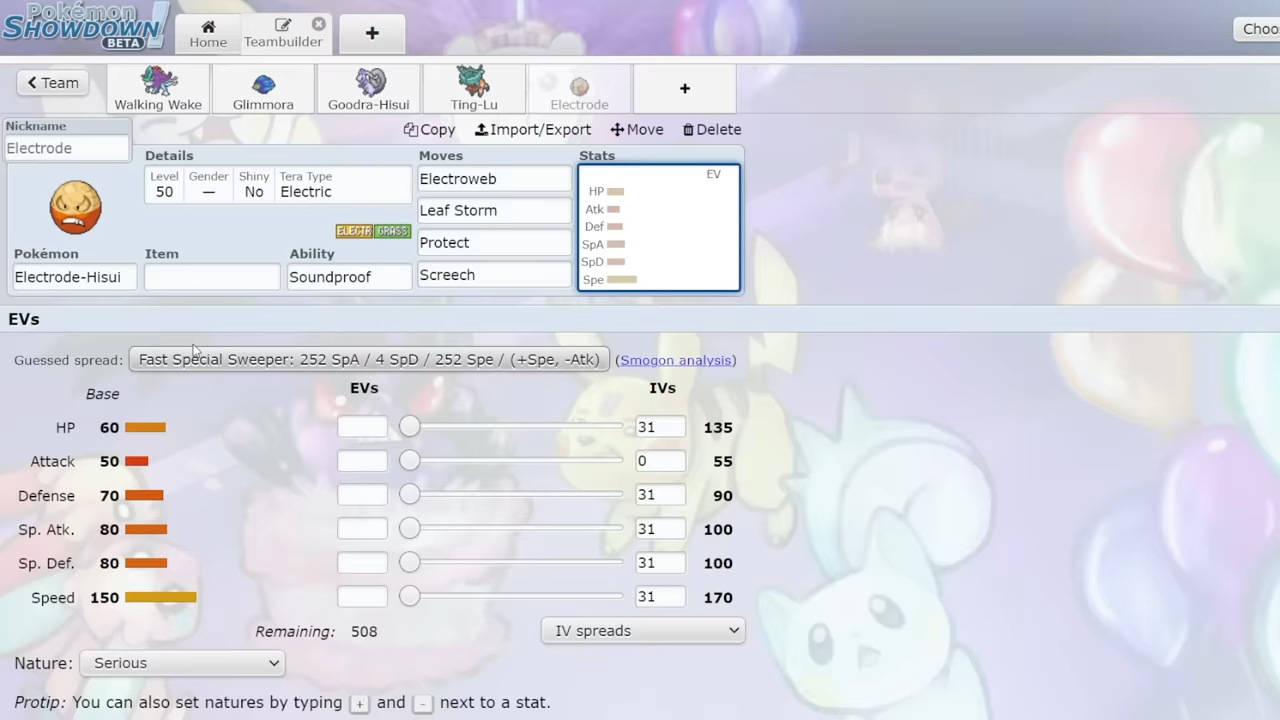 Pokémon
SHOWDOWN!
BETA
Home
Teambuilder
+
Choo
Team
Walking Wake
Glimmora
Goodra-Hisui
Ting-Lu
Electrode
+
Nickname
Electrode
Copy
Import/Export
Move
Delete
Details
Moves
Stats
Level
Gender
Shiny
Tera Type
50
—
No
Electric
ELECTR
GRASS
Pokémon
Item
Ability
Electrode-Hisui
Soundproof
Electroweb
Leaf Storm
Protect
Screech
EV
HP
Atk
Def
SpA
SpD
Spe
EVs
Guessed spread: Fast Special Sweeper: 252 SpA / 4 SpD / 252 Spe / (+Spe, -Atk) (Smogon analysis)
Base EVs IVs
HP 60 31 135
Attack 50 0 55
Defense 70 31 90
Sp. Atk. 80 31 100
Sp. Def. 80 31 100
Speed 150 31 170
Remaining: 508 IV spreads
Nature: Serious
Protip: You can also set natures by typing + and - next to a stat.